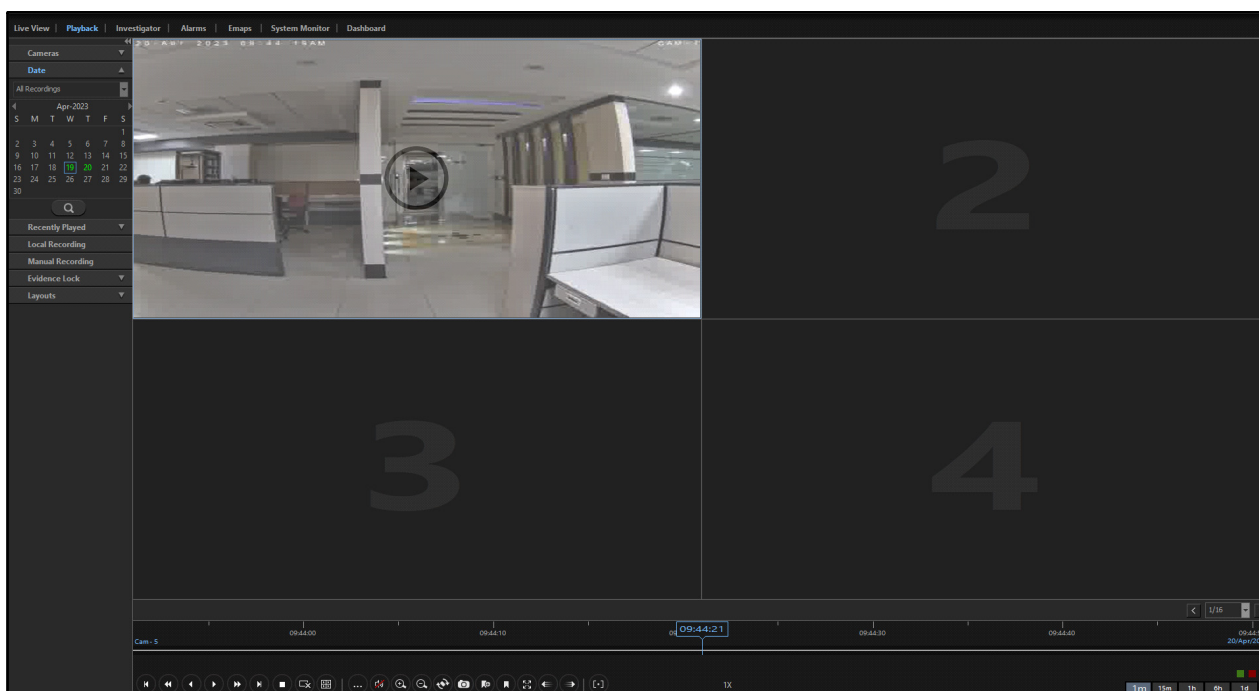 Live View | Playback | Investigator | Alarms | Emaps | System Monitor | Dashboard
Cameras
Date
All Recordings
Apr-2023
S M T W T F S
1
2 3 4 5 6 7 8
9 10 11 12 13 14 15
16 17 18 19 20 21 22
23 24 25 26 27 28 29
30
Recently Played
Local Recording
Manual Recording
Evidence Lock
Layouts
2
3
4
1/16
09:44:00 09:44:10 09:44:21 09:44:30 09:44:40
Cam - 5
1X
1m 15m 1h 6h 1d